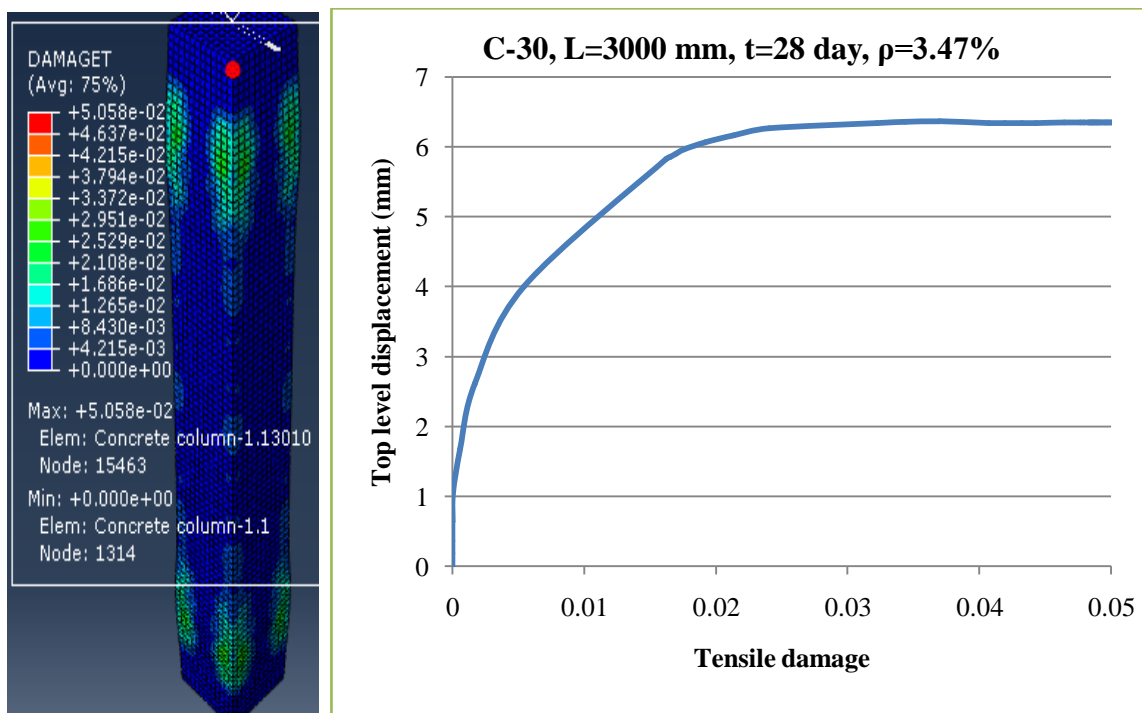 DAMAGET
(Avg: 75%)
+5.058e-02
+4.637e-02
+4.215e-02
+3.794e-02
+3.372e-02
+2.951e-02
+2.529e-02
+2.108e-02
+1.686e-02
+1.265e-02
+8.430e-03
+4.215e-03
+0.000e+00
Max: +5.058e-02
Elem: Concrete column-1.13010
Node: 15463
Min: +0.000e+00
Elem: Concrete column-1.1
Node: 1314
C-30, L=3000 mm, t=28 day, ρ=3.47%
Top level displacement (mm)
7
6
5
4
3
2
1
0
0 0.01 0.02 0.03 0.04 0.05
Tensile damage